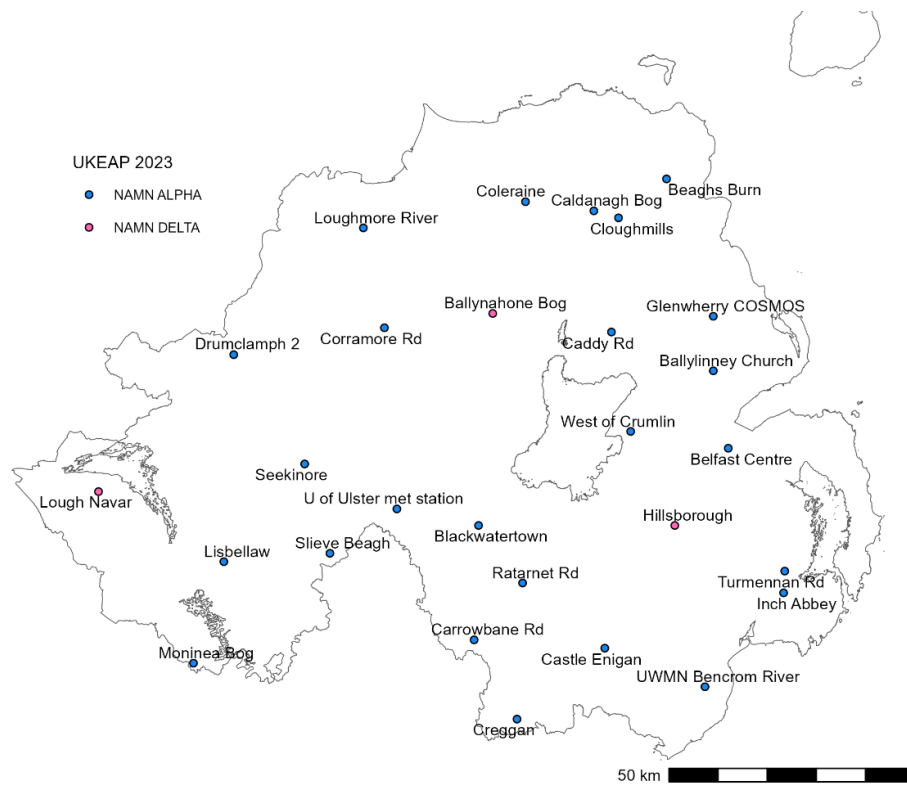 UKEAP 2023
NAMN ALPHA
NAMN DELTA
Beaghs Burn
Coleraine
Caldanagh Bog
Loughmore River
Cloughmills
Ballynahone Bog
Glenwherry COSMOS
Corramore Rd
Drumclamph 2
Caddy Rd
Ballylinney Church
West of Crumlin
Belfast Centre
Seekinore
Lough Navar
U of Ulster met station
Hillsborough
Blackwatertown
Slieve Beagh
Lisbellaw
Ratarnet Rd
Turmennan Rd
Inch Abbey
Carrowbane Rd
Moninea Bog
Castle Enigan
UWMN Bencrom River
Creggan
50 km